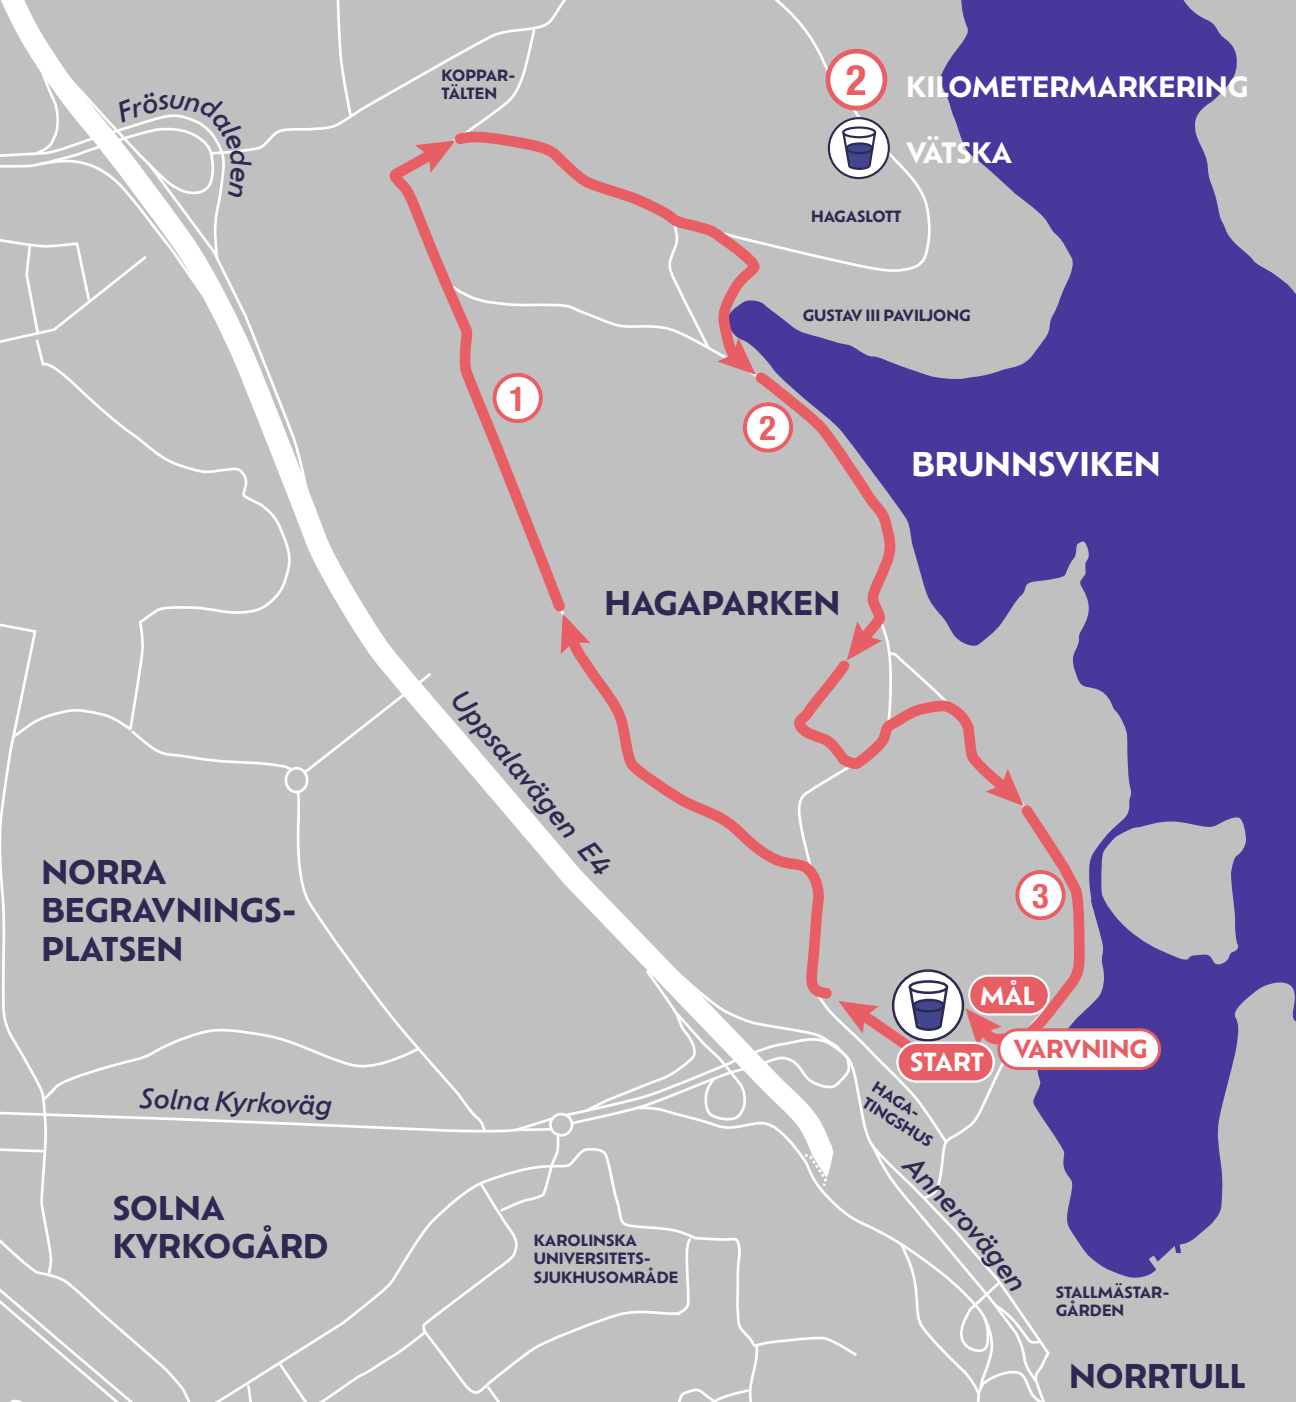 KOPPAR-
TÄLTEN
2
KILOMETERMARKERING
VÄTSKA
Frösundaleden
HAGASLOTT
GUSTAV III PAVILJONG
1
2
BRUNNSVIKEN
HAGAPARKEN
Uppsalavägen E4
NORRA
BEGRAVNINGS-
PLATSEN
3
MÅL
START
VARVNING
Solna Kyrkoväg
HAGA-
TINGSHUS
Annerovägen
SOLNA
KYRKOGÅRD
KAROLINSKA
UNIVERSITETS-
SJUKHUSOMRÅDE
STALLMÄSTAR-
GÅRDEN
NORRTULL